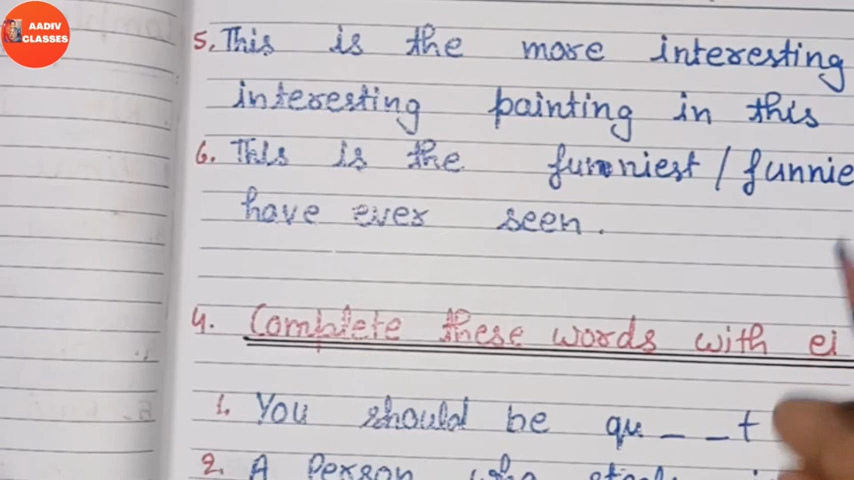 AADIV
CLASSES
5. This is the more interesting
interesting painting in this
6. This is the funniest / funnie
have ever seen.
4. Complete these words with ei
1. You should be qu _ _ t
2. A Person who